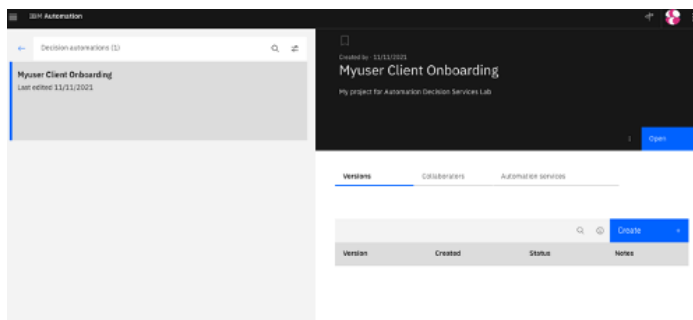 IBM Automation
Decision automations (1)
Myuser Client Onboarding
Last edited 11/11/2021
Created by - 11/11/2021
Myuser Client Onboarding
My project for Automation Decision Services Lab
Open
Versions Collaborators Automation services
Create +
Version Created Status Notes